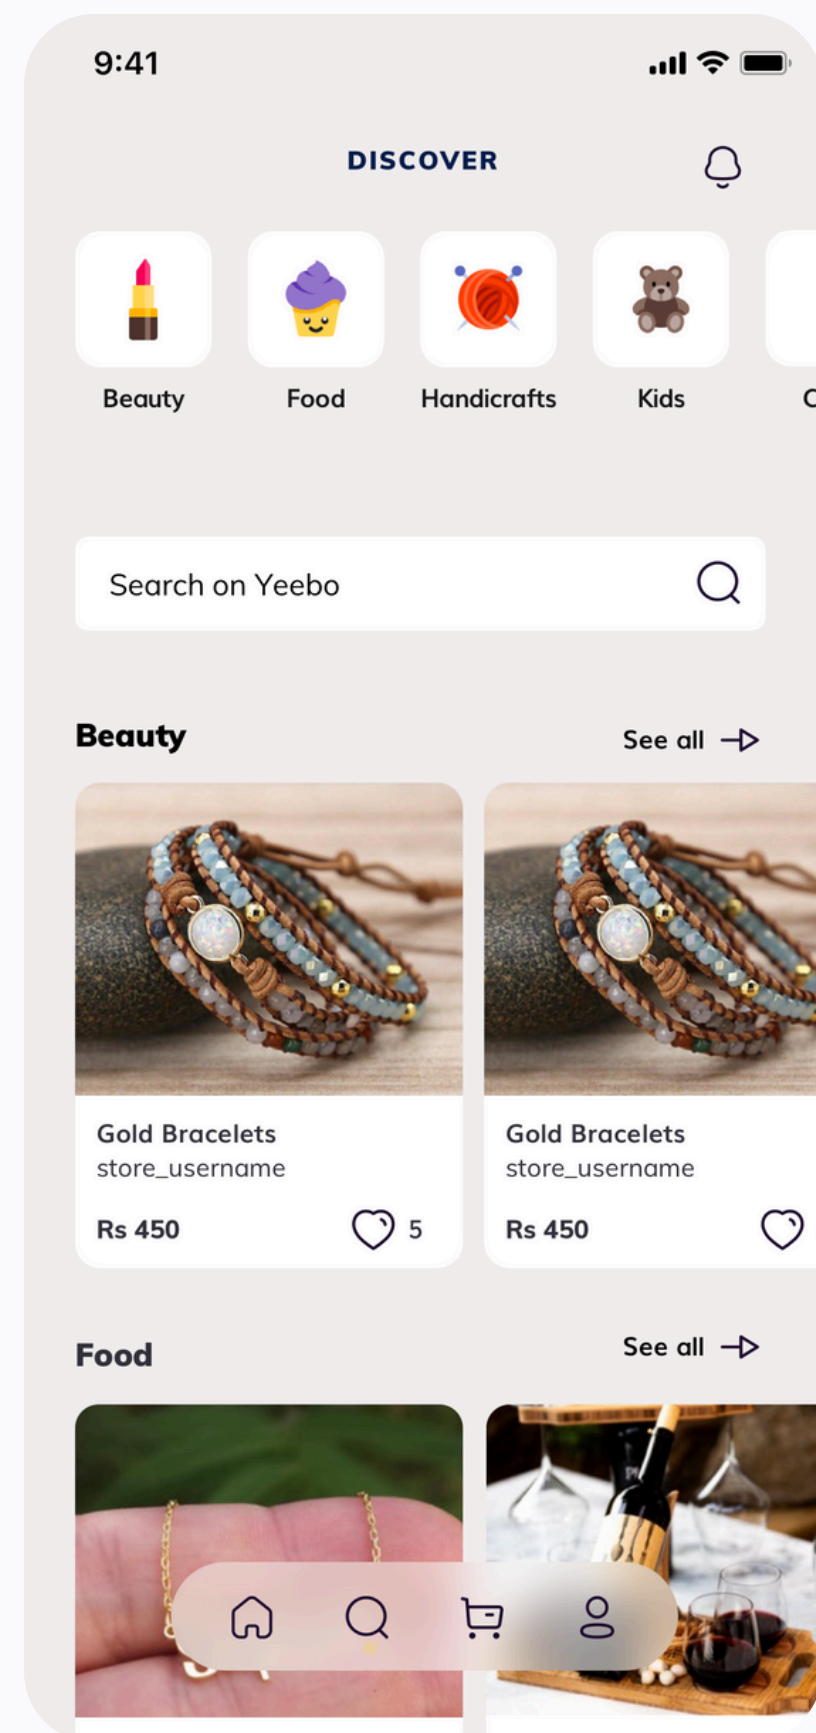 9:41
DISCOVER
Beauty
Food
Handicrafts
Kids
Search on Yeebo
Beauty
See all
Gold Bracelets
store_username
Rs 450
5
Gold Bracelets
store_username
Rs 450
Food
See all